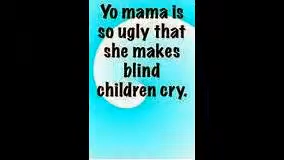 Yo mama is
so ugly that
she makes
blind
children cry.